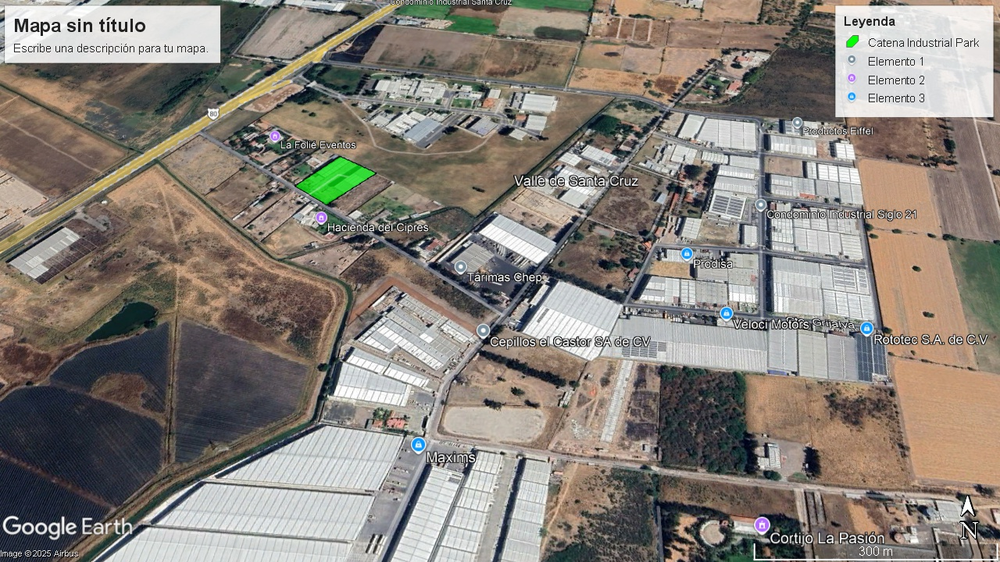 Mapa sin título
Escribe una descripción para tu mapa.
Condominio Industrial Santa Cruz
Leyenda
Catena Industrial Park
Elemento 1
Elemento 2
Elemento 3
80
La Folié Eventos
Productos Eiffel
Valle de Santa Cruz
Condominio Industrial Siglo 21
Hacienda del Cipres
Prodisa
Tarimas Chep
Veloci Motors Grijalva
Rototec S.A. de C.V
Cepillos el Castor SA de CV
Maxims
Google Earth
Cortijo La Pasión
N
300 m
Image © 2025 Airbus